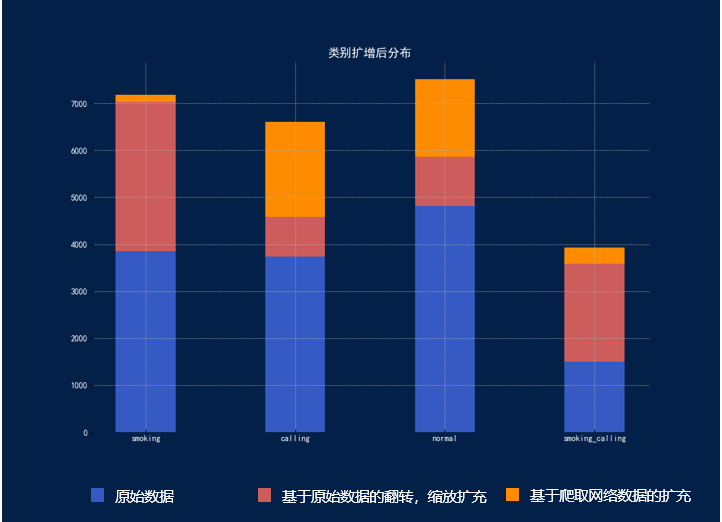 类别扩增后分布
7000
6000
5000
4000
3000
2000
1000
0
smoking calling normal smoking_calling
原始数据 基于原始数据的翻转，缩放扩充 基于爬取网络数据的扩充